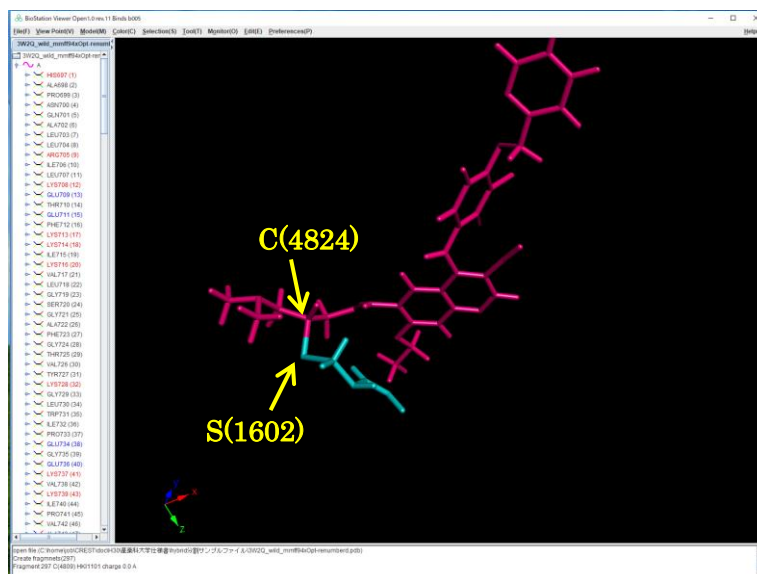 BioStation Viewer Open1.0 rev.11 Binds b005
File(F) View Point(V) Model(M) Color(C) Selection(S) Tool(T) Monitor(O) Edit(E) Preferences(P) Help
3W2Q_wild_mmff94xOpt-renumbe
3W2Q_wild_mmff94xOpt-ren
A
HIS697 (1)
ALA698 (2)
PRO699 (3)
ASN700 (4)
GLN701 (5)
ALA702 (6)
LEU703 (7)
LEU704 (8)
ARG705 (9)
ILE706 (10)
LEU707 (11)
LYS708 (12)
GLU709 (13)
THR710 (14)
GLU711 (15)
PHE712 (16)
LYS713 (17)
LYS714 (18)
ILE715 (19)
LYS716 (20)
VAL717 (21)
LEU718 (22)
GLY719 (23)
SER720 (24)
GLY721 (25)
ALA722 (26)
PHE723 (27)
GLY724 (28)
THR725 (29)
VAL726 (30)
TYR727 (31)
LYS728 (32)
GLY729 (33)
LEU730 (34)
TRP731 (35)
ILE732 (36)
PRO733 (37)
GLU734 (38)
GLY735 (39)
GLU736 (40)
LYS737 (41)
VAL738 (42)
LYS739 (43)
ILE740 (44)
PRO741 (45)
VAL742 (46)
C(4824)
S(1602)
X
Z
Create fragmnets(297)
Fragment 297 C(4809) HKI1101 charge 0.0 A